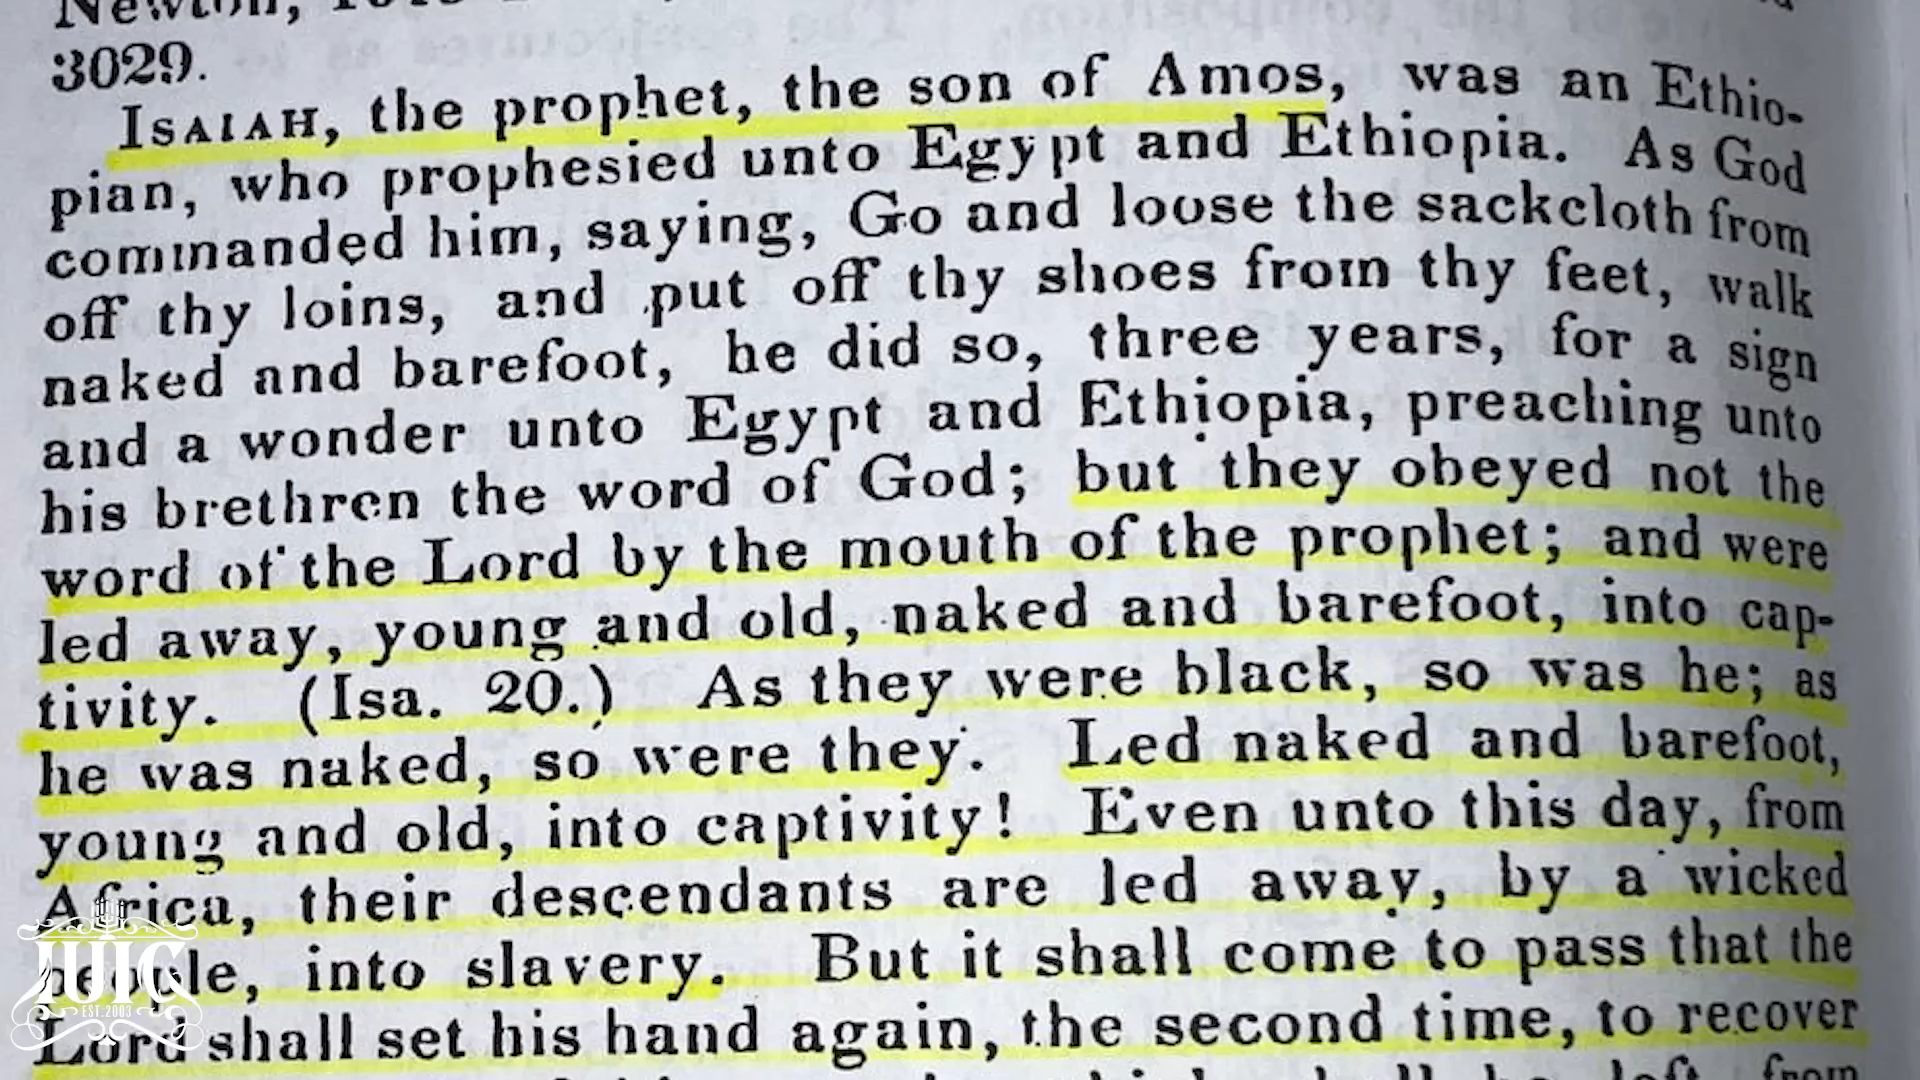 Newton,
3029.
ISAIAH, the prophet, the son of Amos, was an Ethio-
pian, who prophesied unto Egypt and Ethiopia. As God
commanded him, saying, Go and loose the sackcloth from
off thy loins, and put off thy shoes from thy feet, walk
naked and barefoot, he did so, three years, for a sign
and a wonder unto Egypt and Ethiopia, preaching unto
his brethren the word of God; but they obeyed not the
word of the Lord by the mouth of the prophet; and were
led away, young and old, naked and barefoot, into cap-
tivity. (Isa. 20.) As they were black, so was he; as
he was naked, so were they. Led naked and barefoot,
young and old, into captivity! Even unto this day, from
Africa, their descendants are led away, by a wicked
people, into slavery. But it shall come to pass that the
Lord shall set his hand again, the second time, to recover
left, from
IUIC
EST. 2003